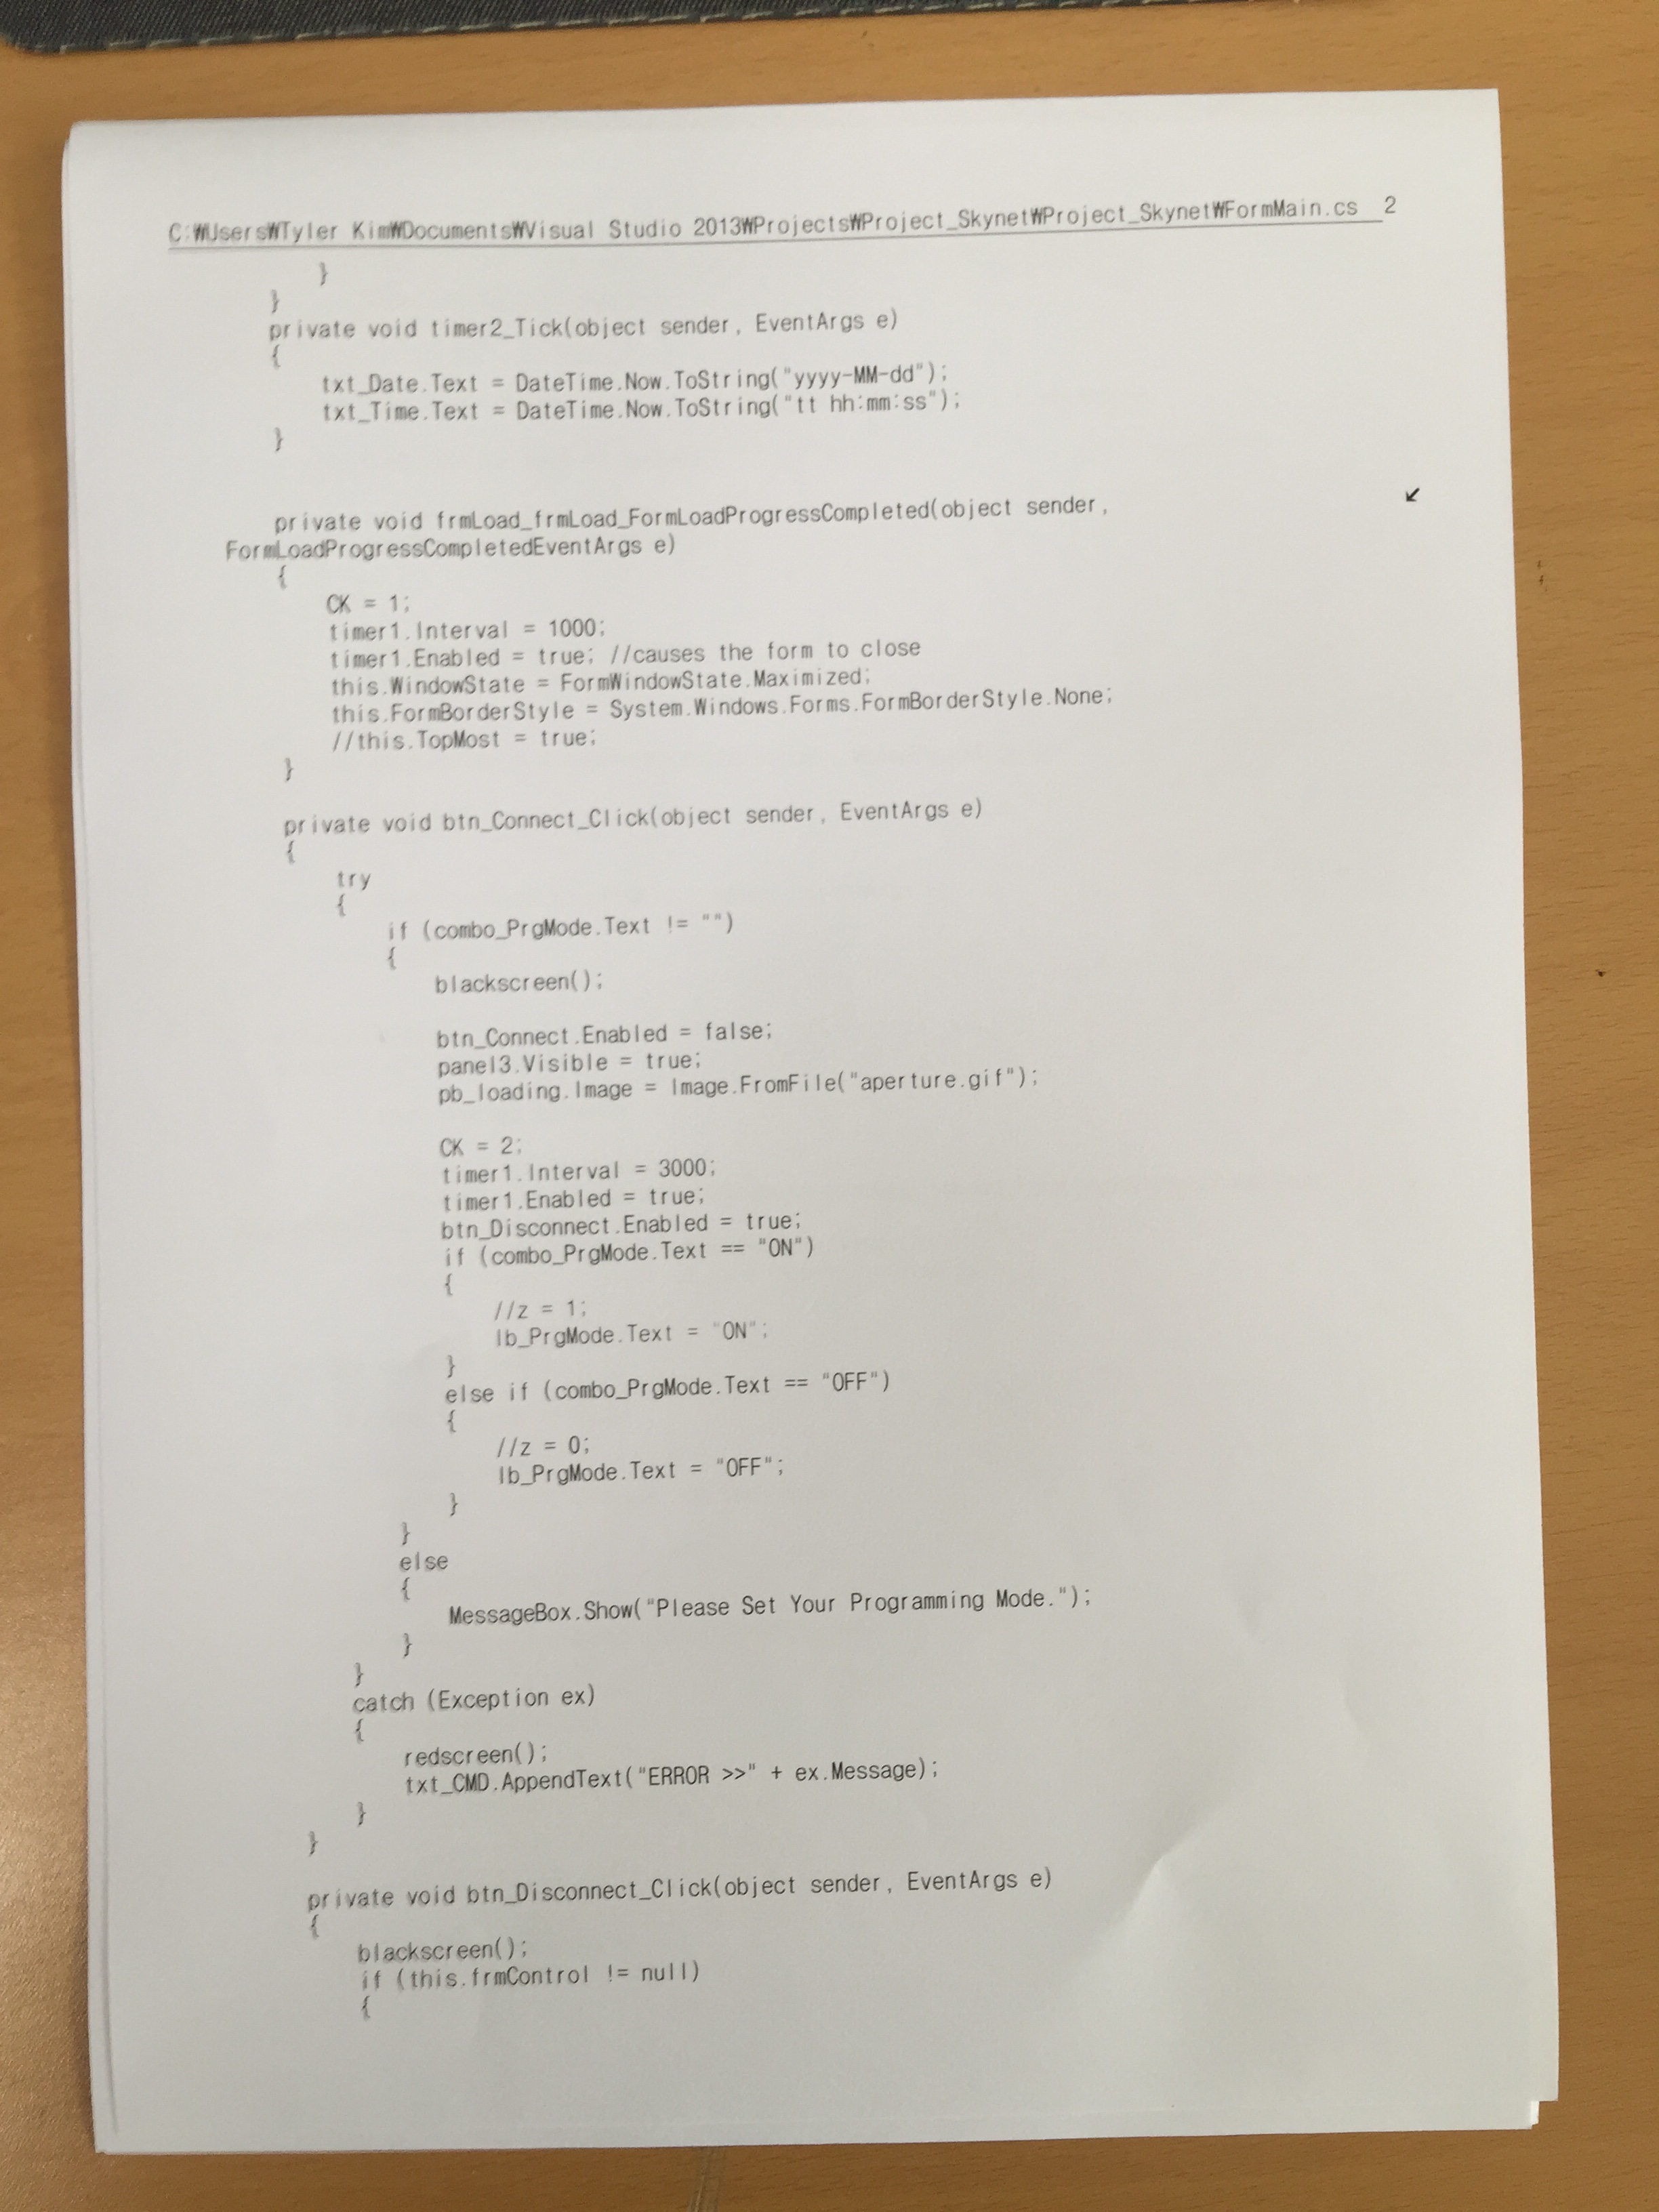 C:₩Users₩Tyler Kim₩Documents₩Visual Studio 2013₩Projects₩Project_Skynet₩Project_Skynet₩FormMain.cs 2
}
}
private void timer2_Tick(object sender, EventArgs e)
{
txt_Date.Text = DateTime.Now.ToString("yyyy-MM-dd");
txt_Time.Text = DateTime.Now.ToString("tt hh:mm:ss");
}
private void frmLoad_frmLoad_FormLoadProgressCompleted(object sender, ↙
FormLoadProgressCompletedEventArgs e)
{
CK = 1;
timer1.Interval = 1000;
timer1.Enabled = true; //causes the form to close
this.WindowState = FormWindowState.Maximized;
this.FormBorderStyle = System.Windows.Forms.FormBorderStyle.None;
//this.TopMost = true;
}
private void btn_Connect_Click(object sender, EventArgs e)
{
try
{
if (combo_PrgMode.Text != "")
{
blackscreen();
btn_Connect.Enabled = false;
panel3.Visible = true;
pb_loading.Image = Image.FromFile("aperture.gif");
CK = 2;
timer1.Interval = 3000;
timer1.Enabled = true;
btn_Disconnect.Enabled = true;
if (combo_PrgMode.Text == "ON")
{
//z = 1;
lb_PrgMode.Text = "ON";
}
else if (combo_PrgMode.Text == "OFF")
{
//z = 0;
lb_PrgMode.Text = "OFF";
}
}
else
{
MessageBox.Show("Please Set Your Programming Mode.");
}
}
catch (Exception ex)
{
redscreen();
txt_CMD.AppendText("ERROR >>" + ex.Message);
}
}
private void btn_Disconnect_Click(object sender, EventArgs e)
{
blackscreen();
if (this.frmControl != null)
{